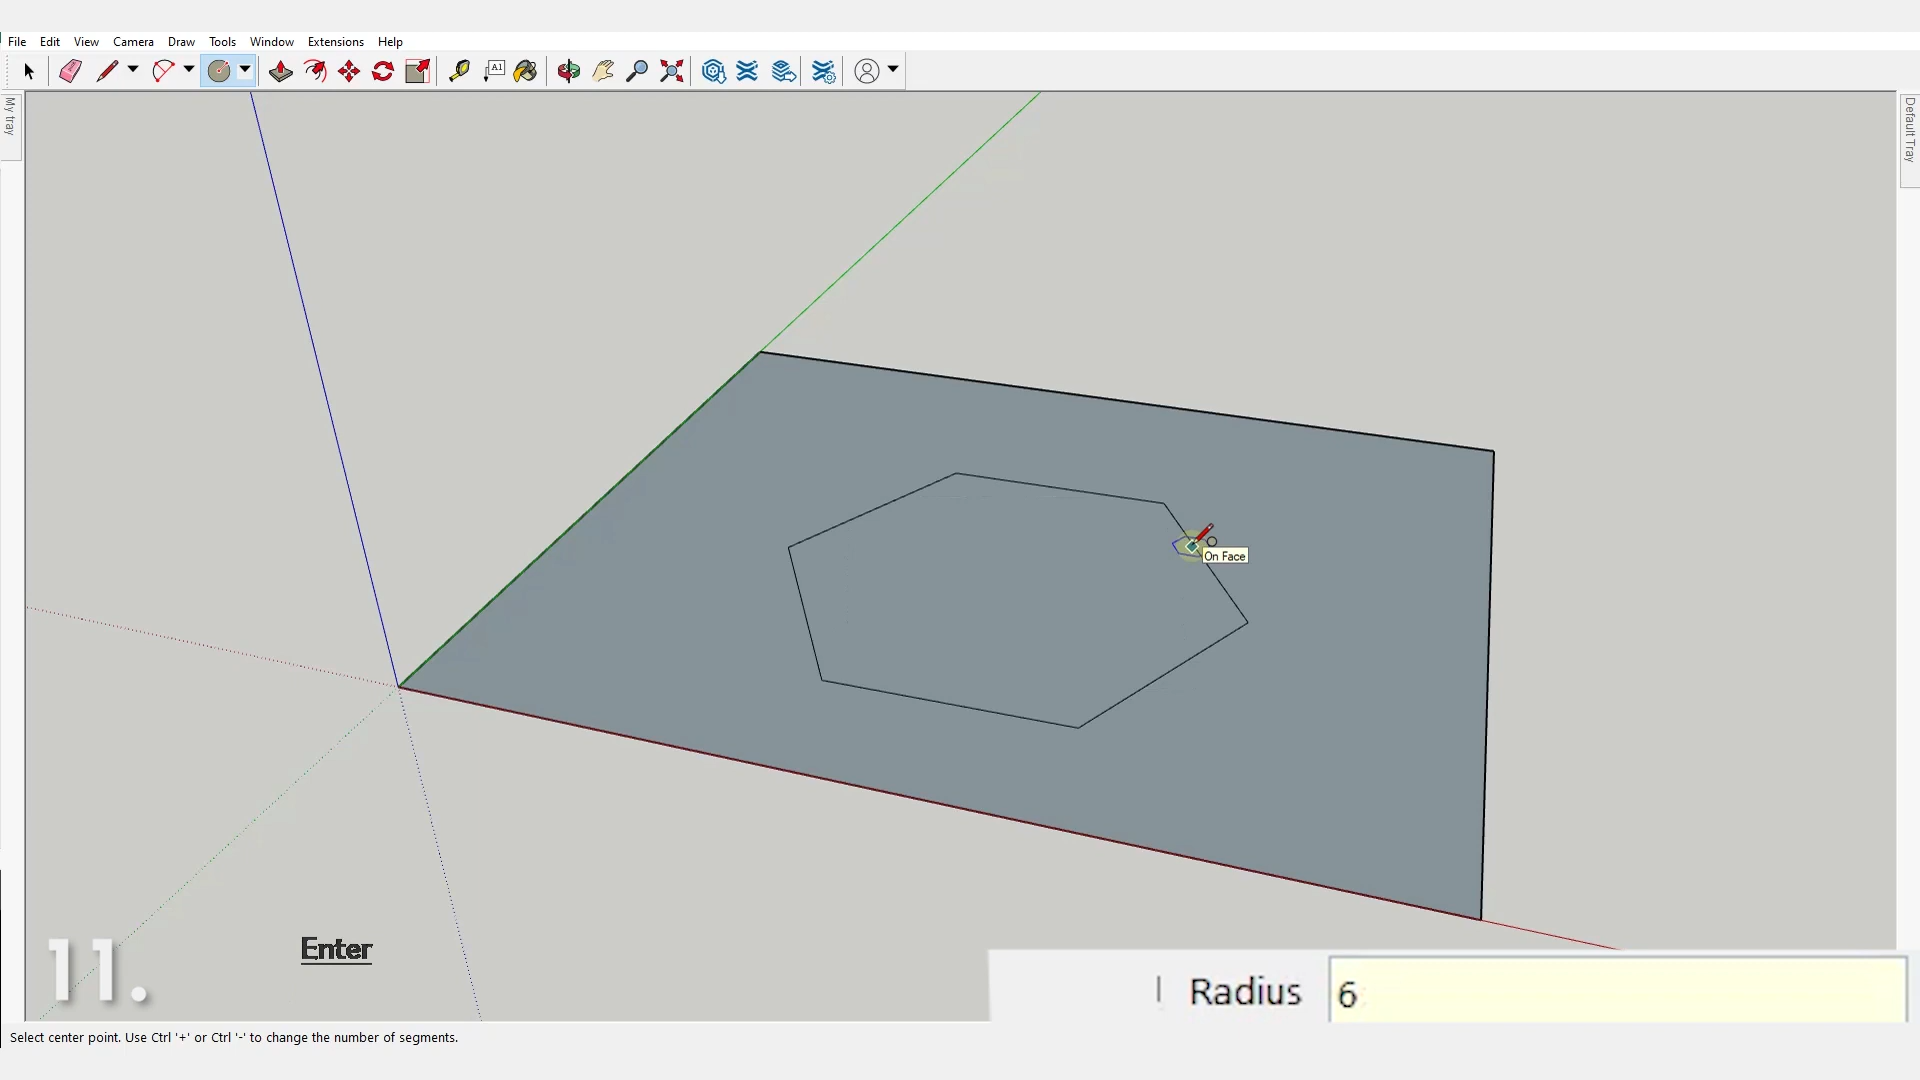 File Edit View Camera Draw Tools Window Extensions Help
A1
My tray
Default Tray
On Face
11.
Enter
Radius 6
Select center point. Use Ctrl '+' or Ctrl '-' to change the number of segments.